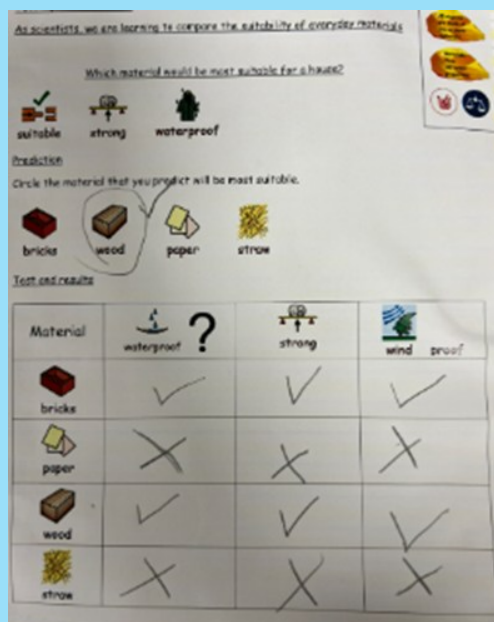 As scientists, we are learning to compare the suitability of everyday materials
Which material would be most suitable for a house?
suitable strong waterproof
Prediction
Circle the material that you predict will be most suitable.
bricks wood paper straw
Test and results
Material waterproof ? strong wind proof
bricks
paper
wood
straw